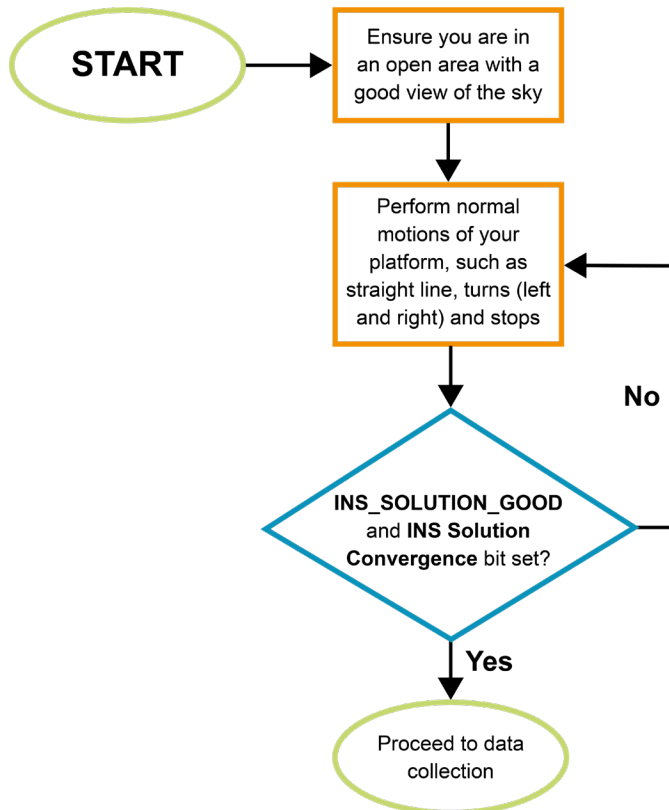 START
Ensure you are in
an open area with a
good view of the sky
Perform normal
motions of your
platform, such as
straight line, turns (left
and right) and stops
No
INS_SOLUTION_GOOD
and INS Solution
Convergence bit set?
Yes
Proceed to data
collection